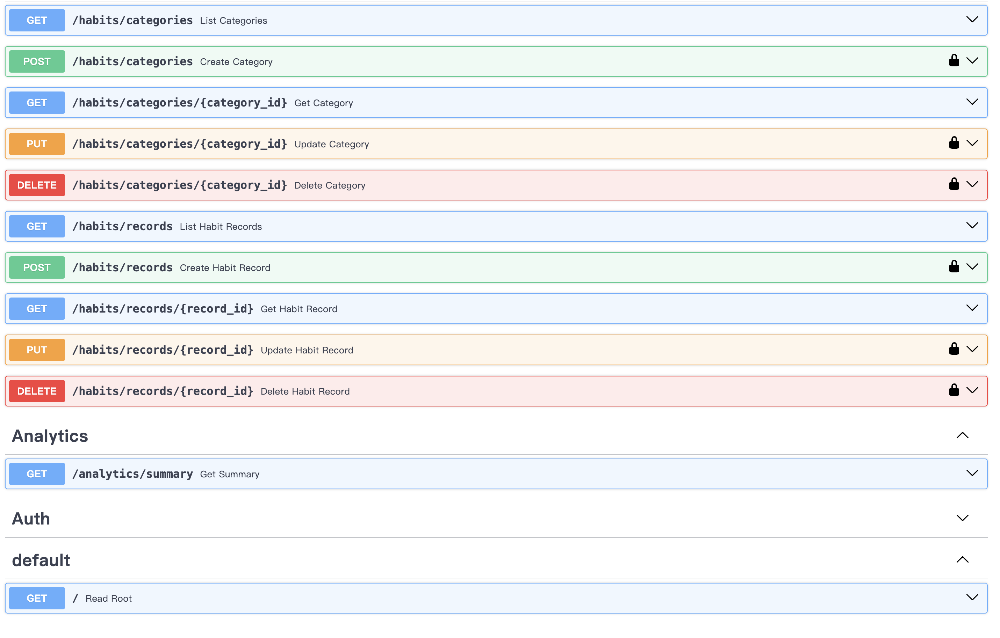 GET /habits/categories List Categories
POST /habits/categories Create Category
GET /habits/categories/{category_id} Get Category
PUT /habits/categories/{category_id} Update Category
DELETE /habits/categories/{category_id} Delete Category
GET /habits/records List Habit Records
POST /habits/records Create Habit Record
GET /habits/records/{record_id} Get Habit Record
PUT /habits/records/{record_id} Update Habit Record
DELETE /habits/records/{record_id} Delete Habit Record
Analytics
GET /analytics/summary Get Summary
Auth
default
GET / Read Root